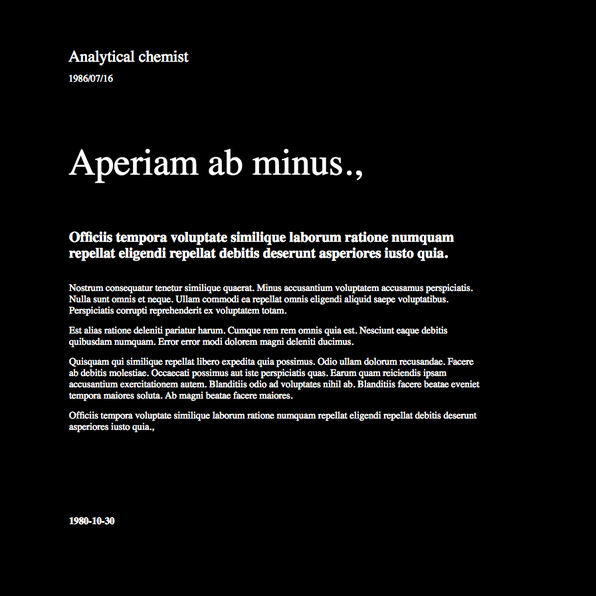 Analytical chemist
1986/07/16
Aperiam ab minus.,
Officiis tempora voluptate similique laborum ratione numquam
repellat eligendi repellat debitis deserunt asperiores iusto quia.
Nostrum consequatur tenetur similique quaerat. Minus accusantium voluptatem accusamus perspiciatis.
Nulla sunt omnis et neque. Ullam commodi ea repellat omnis eligendi aliquid saepe voluptatibus.
Perspiciatis corrupti reprehenderit ex voluptatem totam.
Est alias ratione deleniti pariatur harum. Cumque rem rem omnis quia est. Nesciunt eaque debitis
quibusdam numquam. Error error modi dolorem magni deleniti ducimus.
Quisquam qui similique repellat libero expedita quia possimus. Odio ullam dolorum recusandae. Facere
ab debitis molestiae. Occaecati possimus aut iste perspiciatis quas. Earum quam reiciendis ipsam
accusantium exercitationem autem. Blanditiis odio ad voluptates nihil ab. Blanditiis facere beatae eveniet
tempora maiores soluta. Ab magni beatae facere maiores.
Officiis tempora voluptate similique laborum ratione numquam repellat eligendi repellat debitis deserunt
asperiores iusto quia.,
1980-10-30